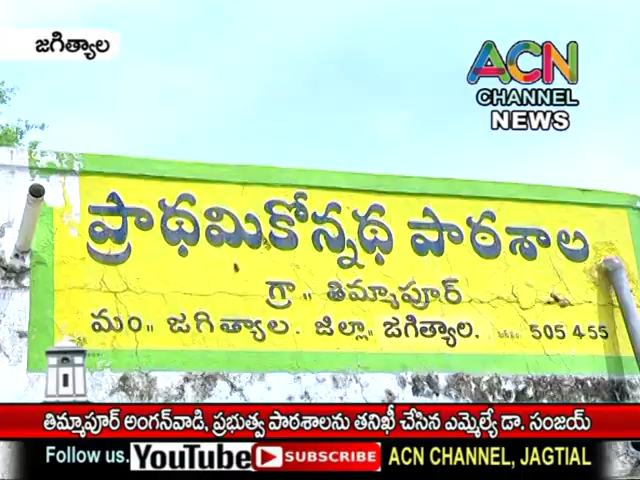 జగిత్యాల
ACN
CHANNEL
NEWS
ప్రాథమికోన్నథ పాఠశాల
గ్రా॥ తిమ్మాపూర్
మం॥ జగిత్యాల. జిల్లా॥ జగిత్యాల. 505 455
తిమ్మాపూర్ అంగన్‌వాడి, ప్రభుత్వ పాఠశాలను తనిఖీ చేసిన ఎమ్మెల్యే డా. సంజయ్
Follow us. YouTube SUBSCRIBE ACN CHANNEL, JAGTIAL